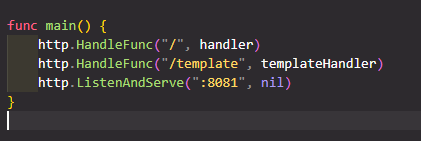 func main() {
    http.HandleFunc("/", handler)
    http.HandleFunc("/template", templateHandler)
    http.ListenAndServe(":8081", nil)
}